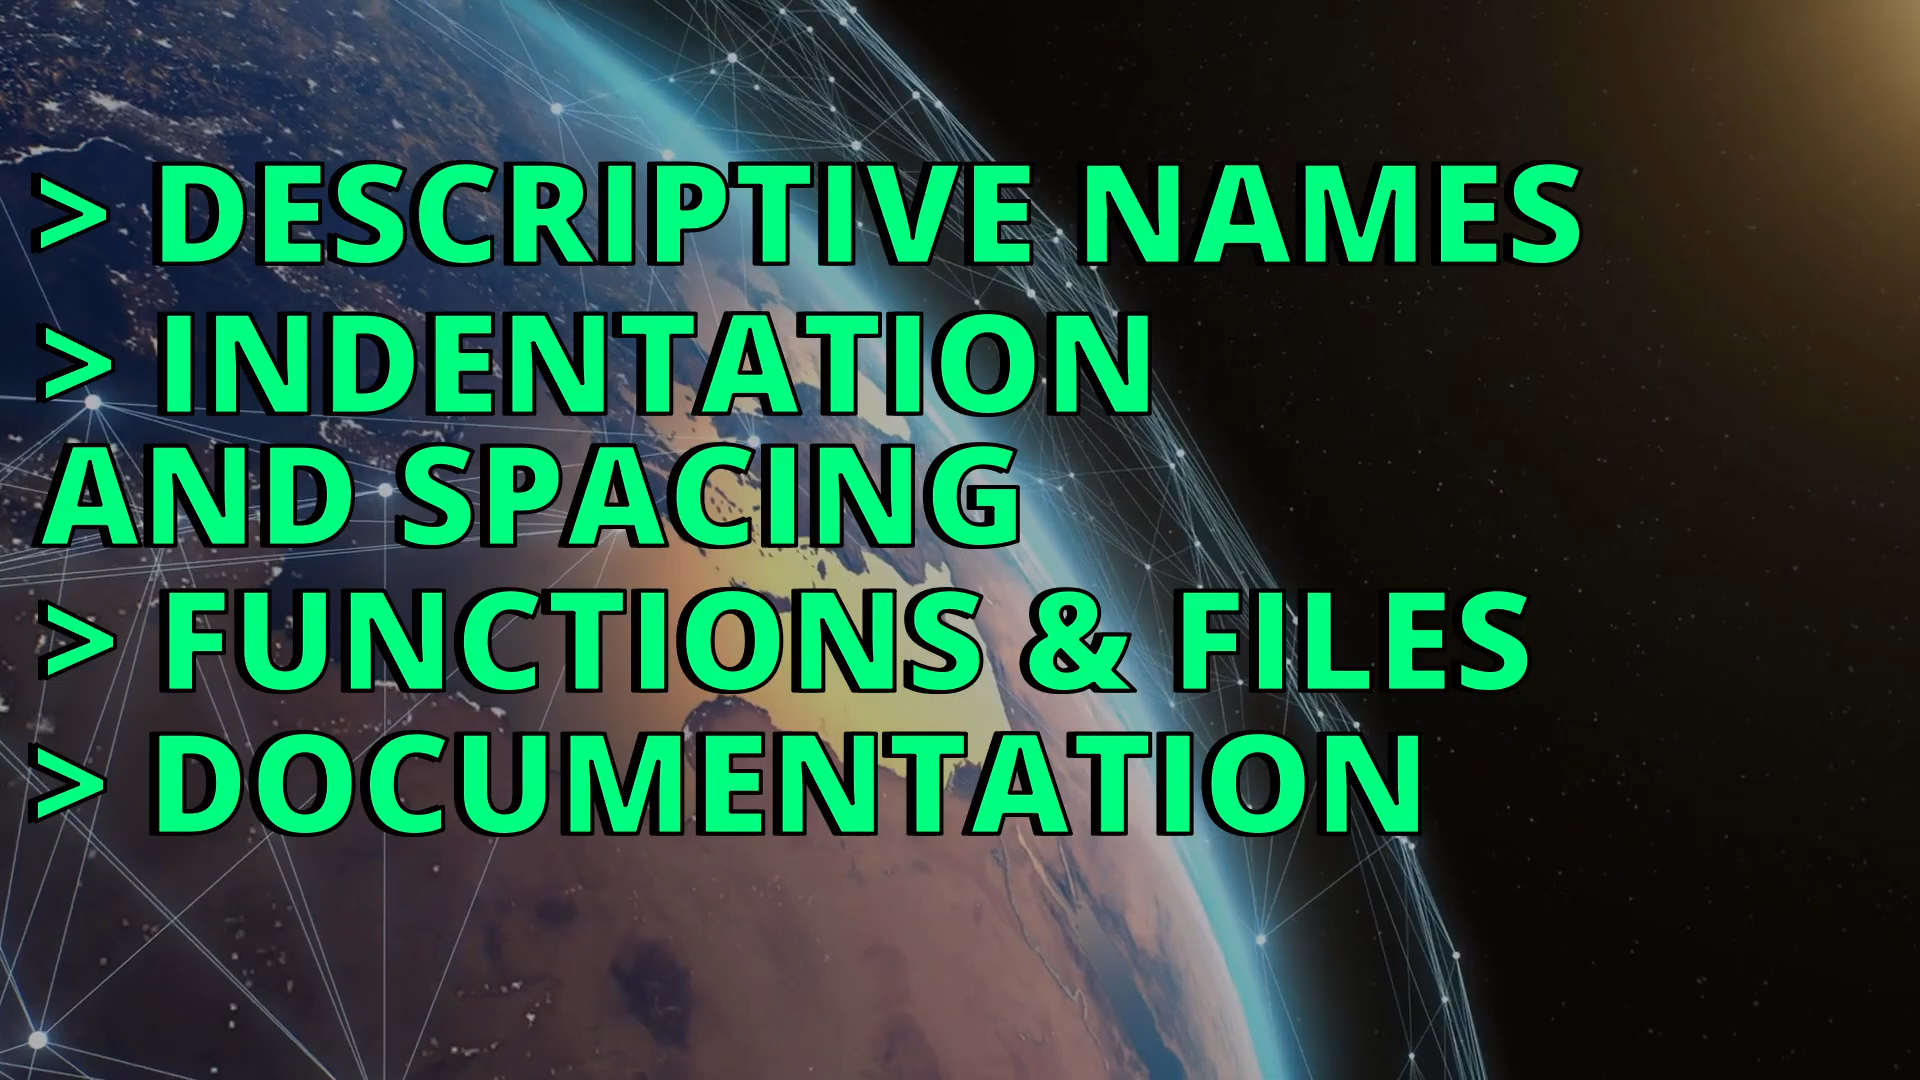 > DESCRIPTIVE NAMES
> INDENTATION
AND SPACING
> FUNCTIONS & FILES
> DOCUMENTATION